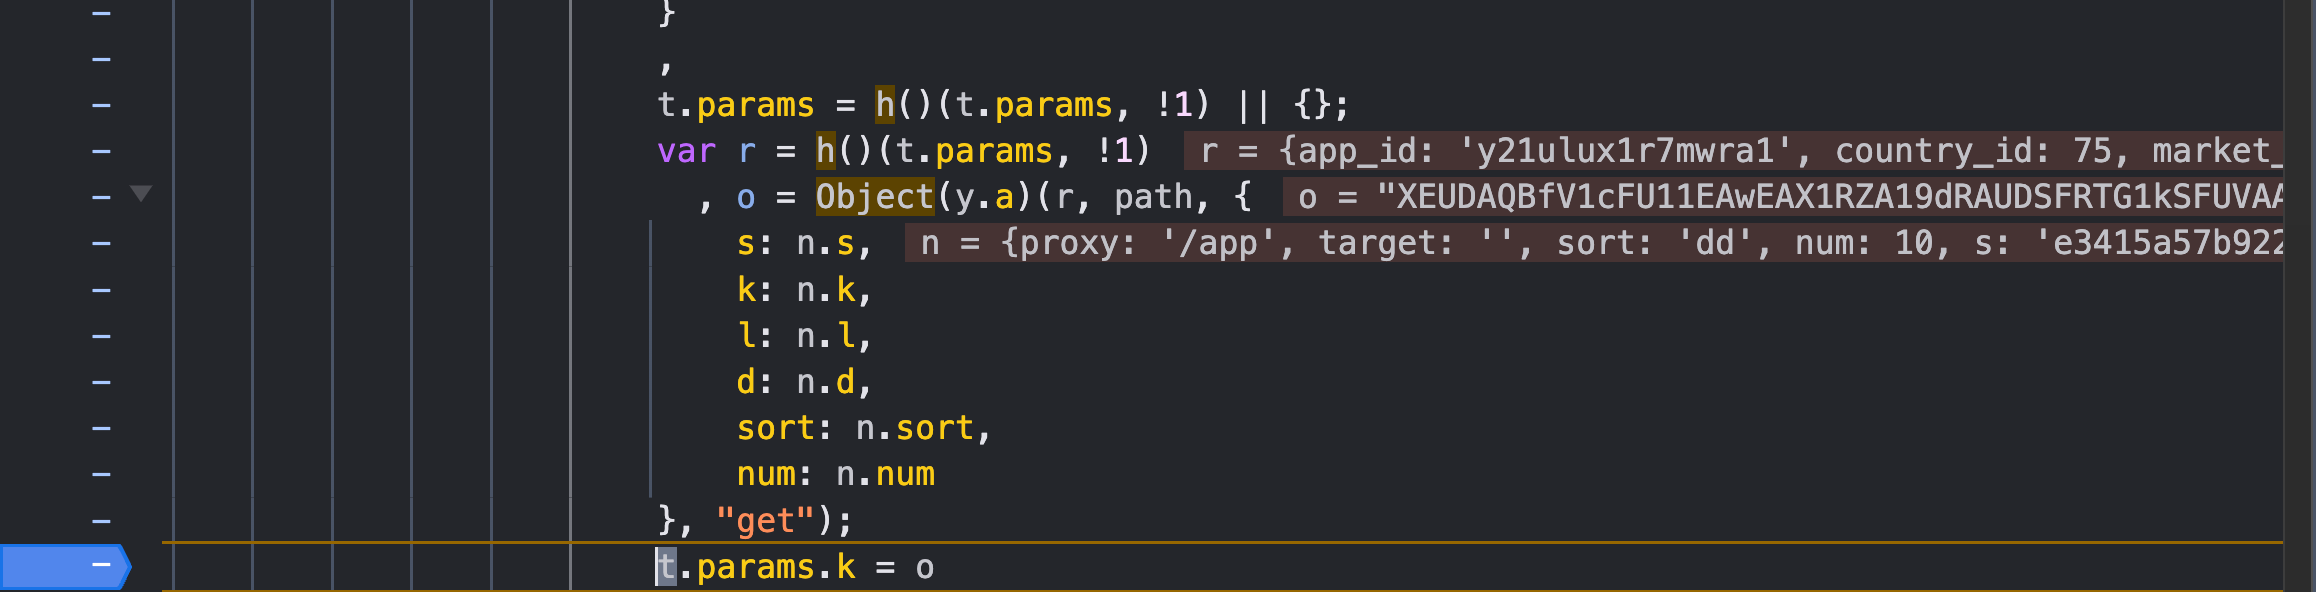 }
,
t.params = h()(t.params, !1) || {};
var r = h()(t.params, !1) r = {app_id: 'y21ulux1r7mwra1', country_id: 75, market_
, o = Object(y.a)(r, path, { o = "XEUDAQBfV1cFU11EAwEAX1RZA19dRAUDSFRTG1kSFUVAA
s: n.s, n = {proxy: '/app', target: '', sort: 'dd', num: 10, s: 'e3415a57b922
k: n.k,
l: n.l,
d: n.d,
sort: n.sort,
num: n.num
}, "get");
t.params.k = o